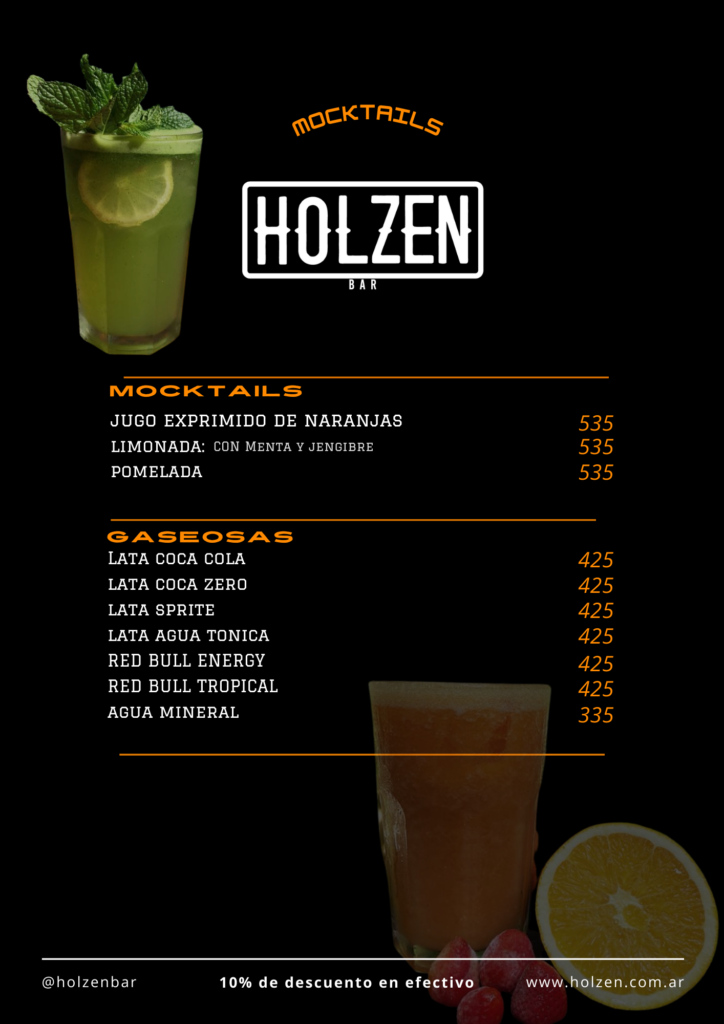 MOCKTAILS
HOLZEN
BAR
MOCKTAILS
JUGO EXPRIMIDO DE NARANJAS 535
LIMONADA: CON MENTA Y JENGIBRE 535
POMELADA 535
GASEOSAS
LATA COCA COLA 425
LATA COCA ZERO 425
LATA SPRITE 425
LATA AGUA TONICA 425
RED BULL ENERGY 425
RED BULL TROPICAL 425
AGUA MINERAL 335
@holzenbar 10% de descuento en efectivo www.holzen.com.ar